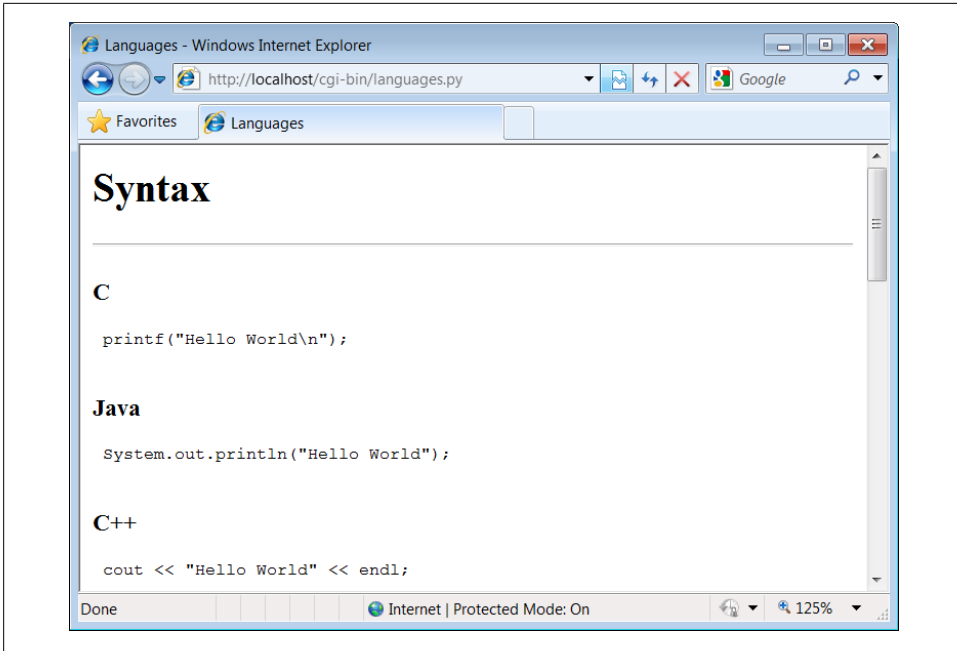 Languages - Windows Internet Explorer
http://localhost/cgi-bin/languages.py
Google
Favorites
Languages
Syntax
C
printf("Hello World\n");
Java
System.out.println("Hello World");
C++
cout << "Hello World" << endl;
Done
Internet | Protected Mode: On
125%